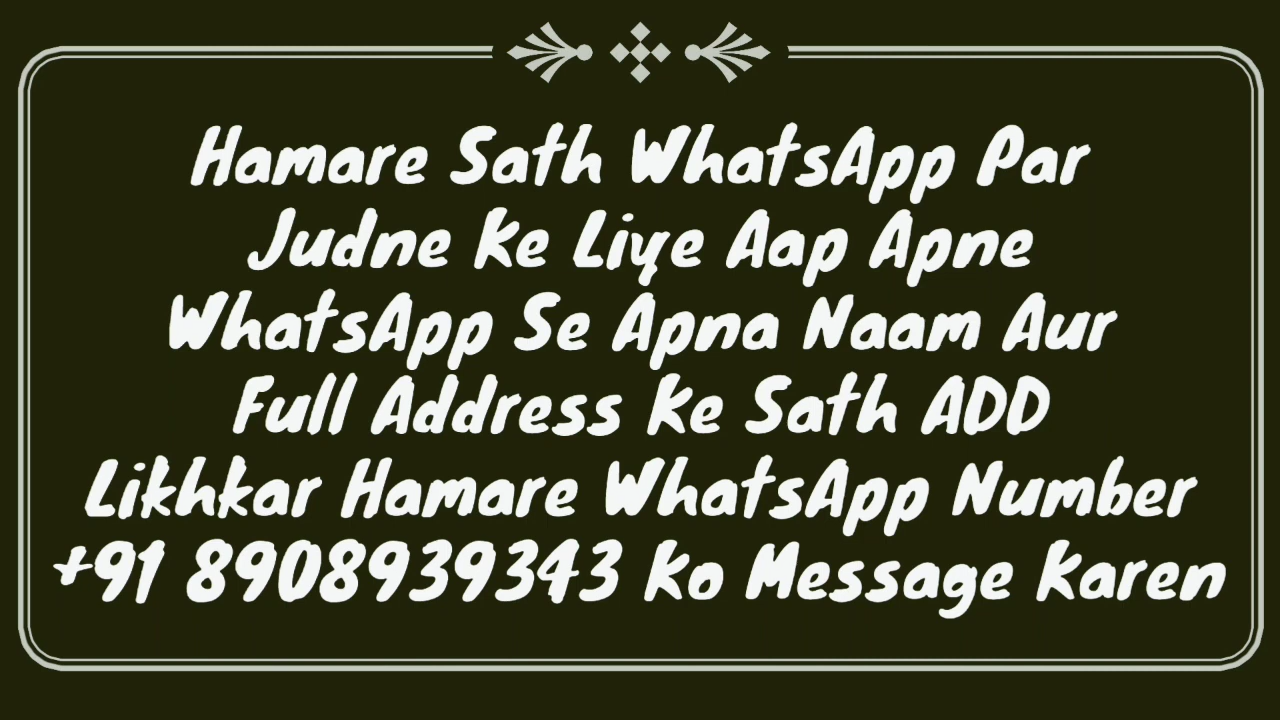 Hamare Sath WhatsApp Par
Judne Ke Liye Aap Apne
WhatsApp Se Apna Naam Aur
Full Address Ke Sath ADD
Likhkar Hamare WhatsApp Number
+91 8908939343 Ko Message Karen